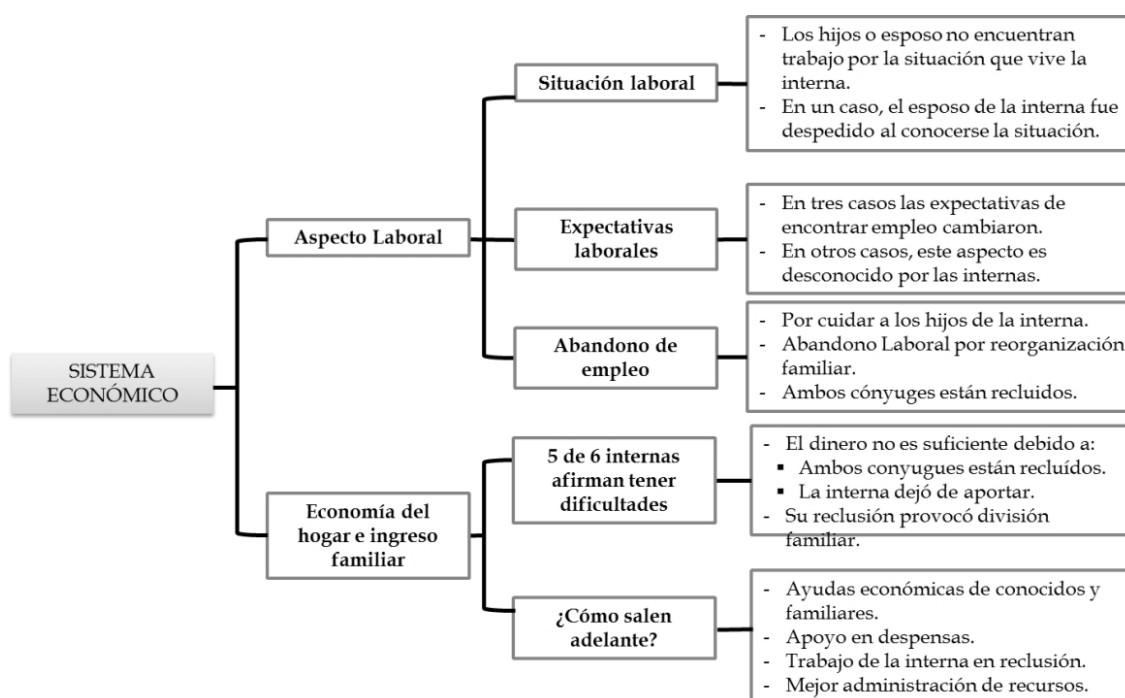 SISTEMA
ECONÓMICO
Aspecto Laboral
Situación laboral
- Los hijos o esposo no encuentran
trabajo por la situación que vive la
interna.
- En un caso, el esposo de la interna fue
despedido al conocerse la situación.
Expectativas
laborales
- En tres casos las expectativas de
encontrar empleo cambiaron.
- En otros casos, este aspecto es
desconocido por las internas.
Abandono de
empleo
- Por cuidar a los hijos de la interna.
- Abandono Laboral por reorganización
familiar.
- Ambos cónyuges están recluidos.
Economía del
hogar e ingreso
familiar
5 de 6 internas
afirman tener
dificultades
- El dinero no es suficiente debido a:
▪ Ambos conyugues están recluídos.
▪ La interna dejó de aportar.
- Su reclusión provocó división
familiar.
¿Cómo salen
adelante?
- Ayudas económicas de conocidos y
familiares.
- Apoyo en despensas.
- Trabajo de la interna en reclusión.
- Mejor administración de recursos.